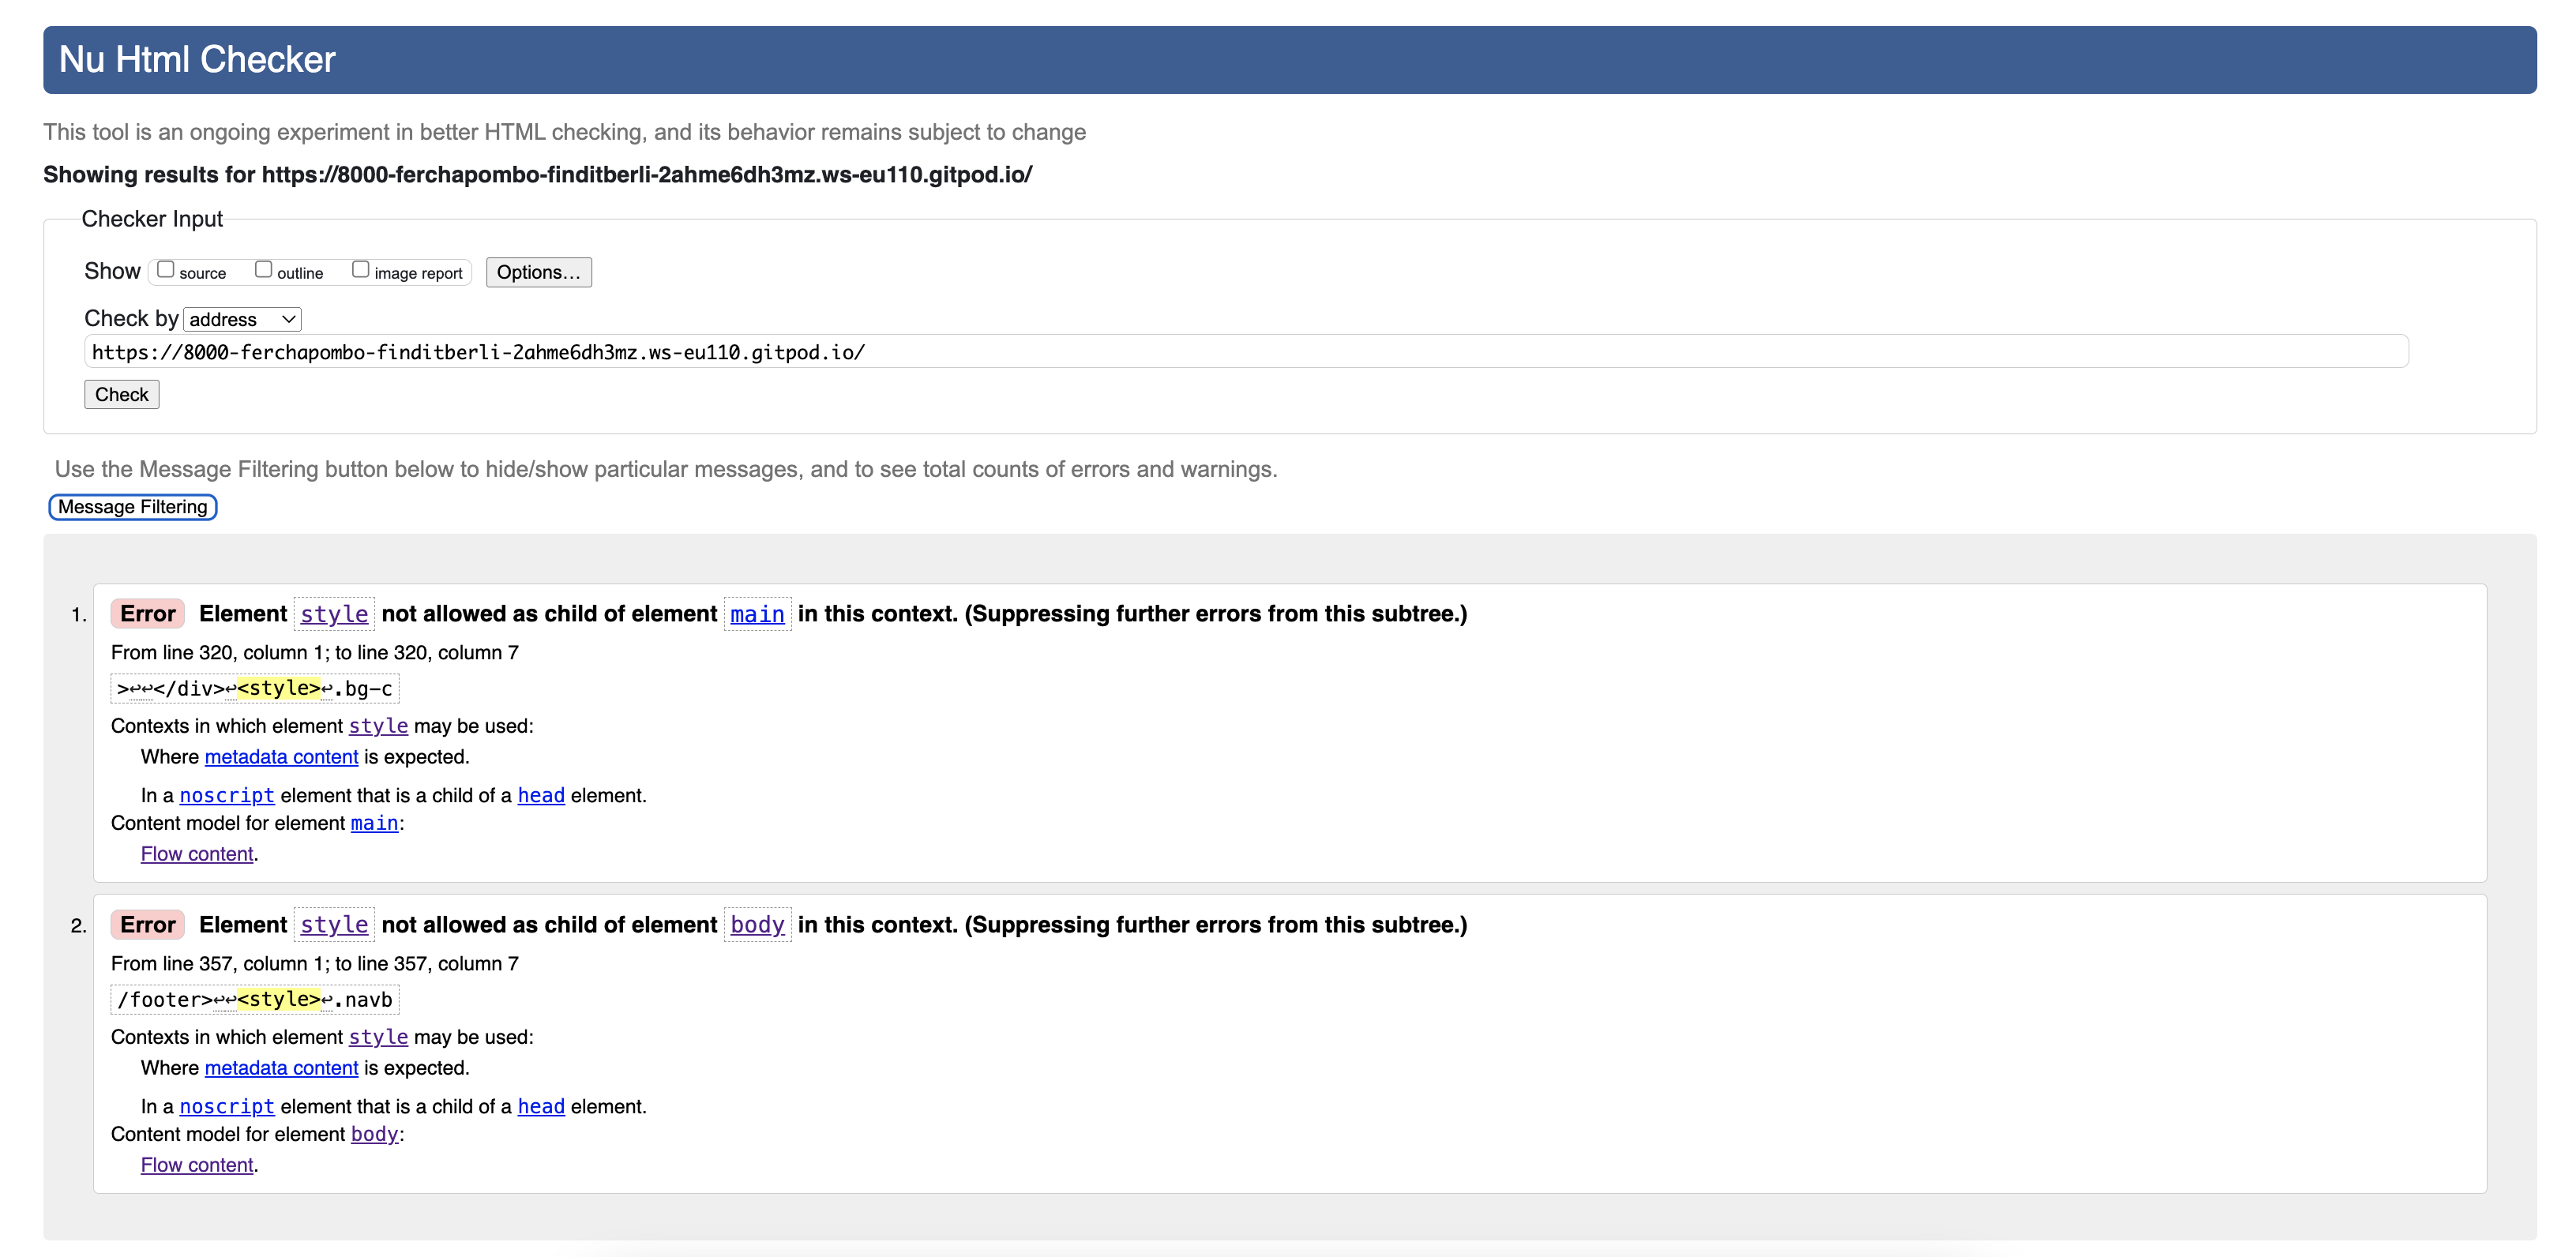 Nu Html Checker
This tool is an ongoing experiment in better HTML checking, and its behavior remains subject to change
Showing results for https://8000-ferchapombo-finditberli-2ahme6dh3mz.ws-eu110.gitpod.io/
Checker Input
Show source outline image report Options...
Check by address
https://8000-ferchapombo-finditberli-2ahme6dh3mz.ws-eu110.gitpod.io/
Check
Use the Message Filtering button below to hide/show particular messages, and to see total counts of errors and warnings.
Message Filtering
1. Error Element style not allowed as child of element main in this context. (Suppressing further errors from this subtree.)
From line 320, column 1; to line 320, column 7
>↩↩</div>↩<style>↩.bg-c
Contexts in which element style may be used:
Where metadata content is expected.
In a noscript element that is a child of a head element.
Content model for element main:
Flow content.
2. Error Element style not allowed as child of element body in this context. (Suppressing further errors from this subtree.)
From line 357, column 1; to line 357, column 7
/footer>↩↩<style>↩.navb
Contexts in which element style may be used:
Where metadata content is expected.
In a noscript element that is a child of a head element.
Content model for element body:
Flow content.